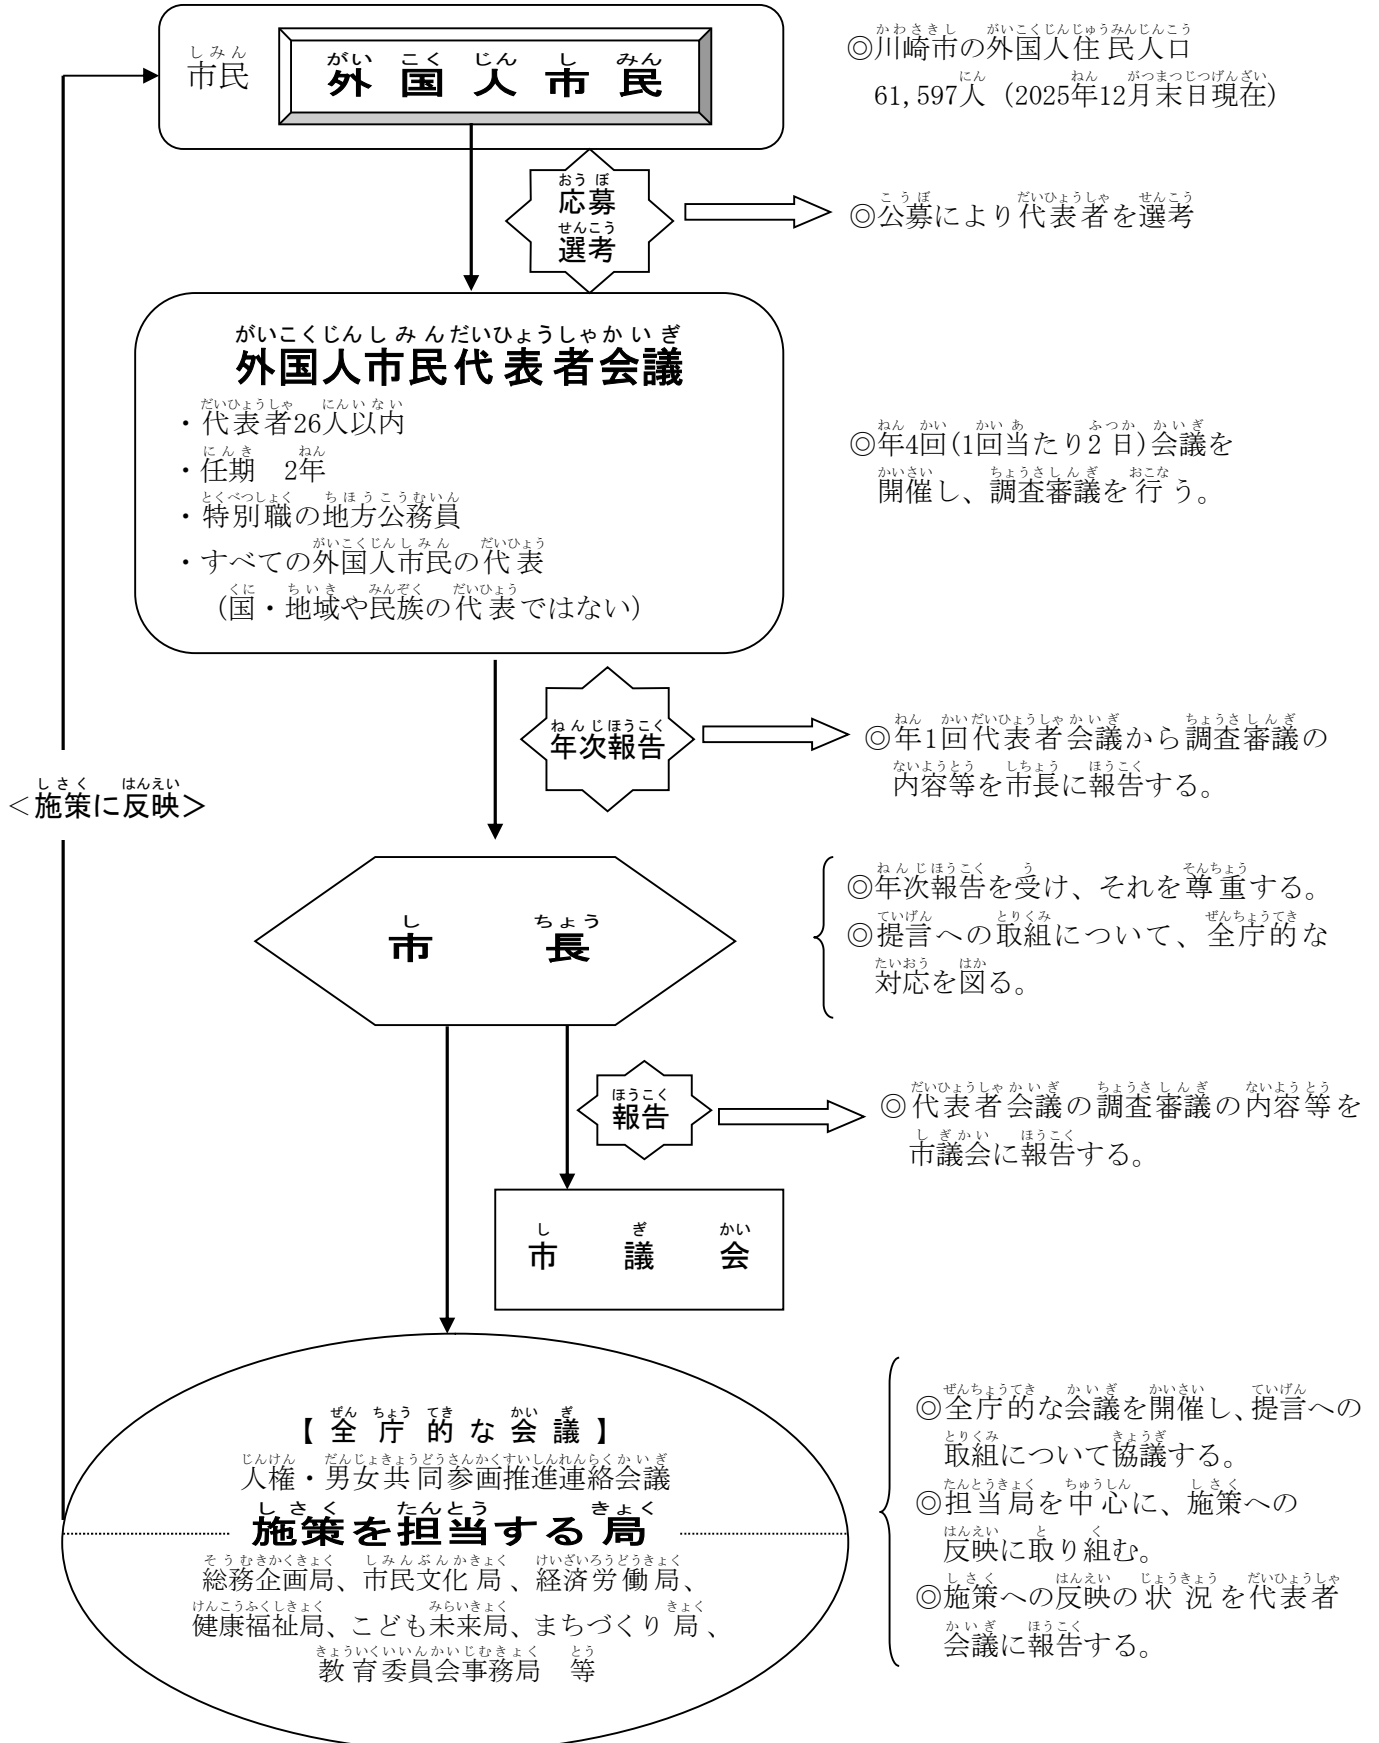 市民
外国人市民
◎川崎市の外国人住民人口
61,597人（2025年12月末日現在）
応募
選考
◎公募により代表者を選考
外国人市民代表者会議
・代表者26人以内
・任期　2年
・特別職の地方公務員
・すべての外国人市民の代表
（国・地域や民族の代表ではない）
◎年4回(1回当たり2日)会議を
開催し、調査審議を行う。
年次報告
◎年1回代表者会議から調査審議の
内容等を市長に報告する。
＜施策に反映＞
市長
◎年次報告を受け、それを尊重する。
◎提言への取組について、全庁的な
対応を図る。
報告
◎代表者会議の調査審議の内容等を
市議会に報告する。
市議会
【全庁的な会議】
人権・男女共同参画推進連絡会議
施策を担当する局
総務企画局、市民文化局、経済労働局、
健康福祉局、こども未来局、まちづくり局、
教育委員会事務局　等
◎全庁的な会議を開催し、提言への
取組について協議する。
◎担当局を中心に、施策への
反映に取り組む。
◎施策への反映の状況を代表者
会議に報告する。